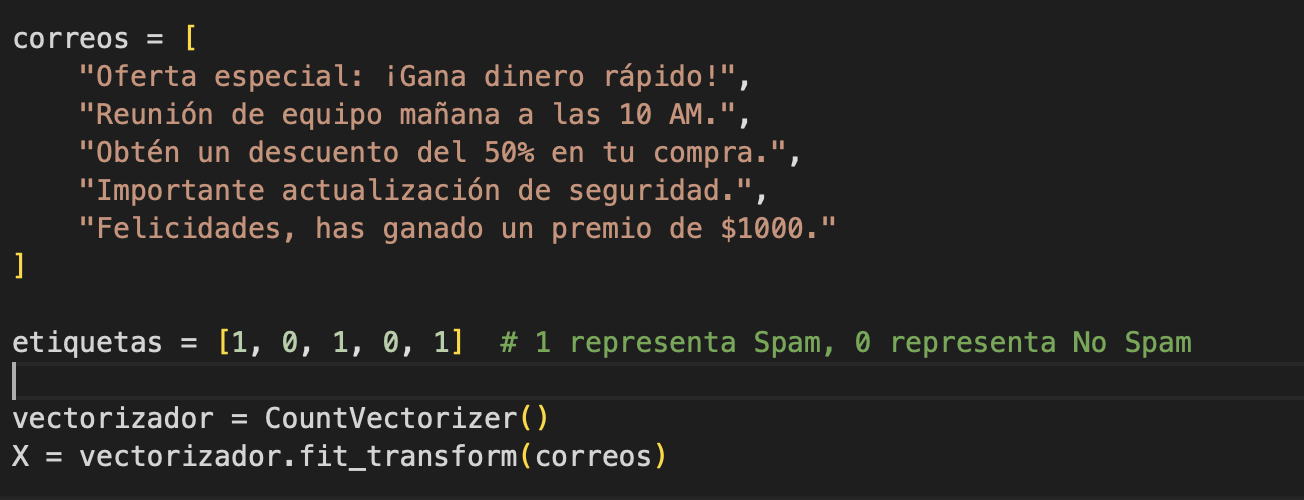 correos = [
    "Oferta especial: ¡Gana dinero rápido!",
    "Reunión de equipo mañana a las 10 AM.",
    "Obtén un descuento del 50% en tu compra.",
    "Importante actualización de seguridad.",
    "Felicidades, has ganado un premio de $1000."
]
etiquetas = [1, 0, 1, 0, 1]  # 1 representa Spam, 0 representa No Spam
vectorizador = CountVectorizer()
X = vectorizador.fit_transform(correos)